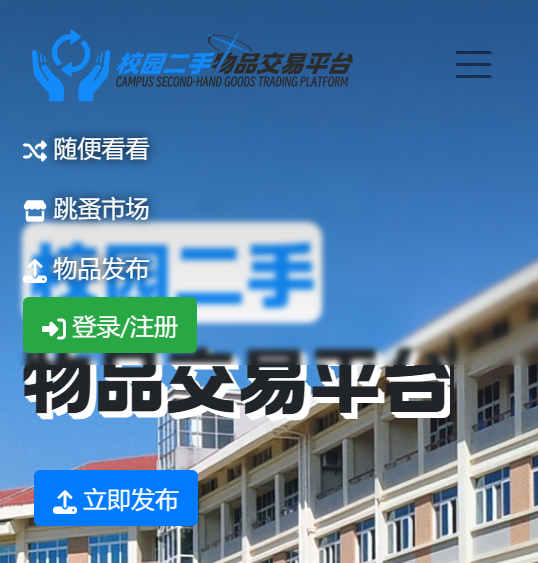 校园二手物品交易平台
CAMPUS SECOND-HAND GOODS TRADING PLATFORM
随便看看
跳蚤市场
物品发布
校园二手
登录/注册
物品交易平台
立即发布